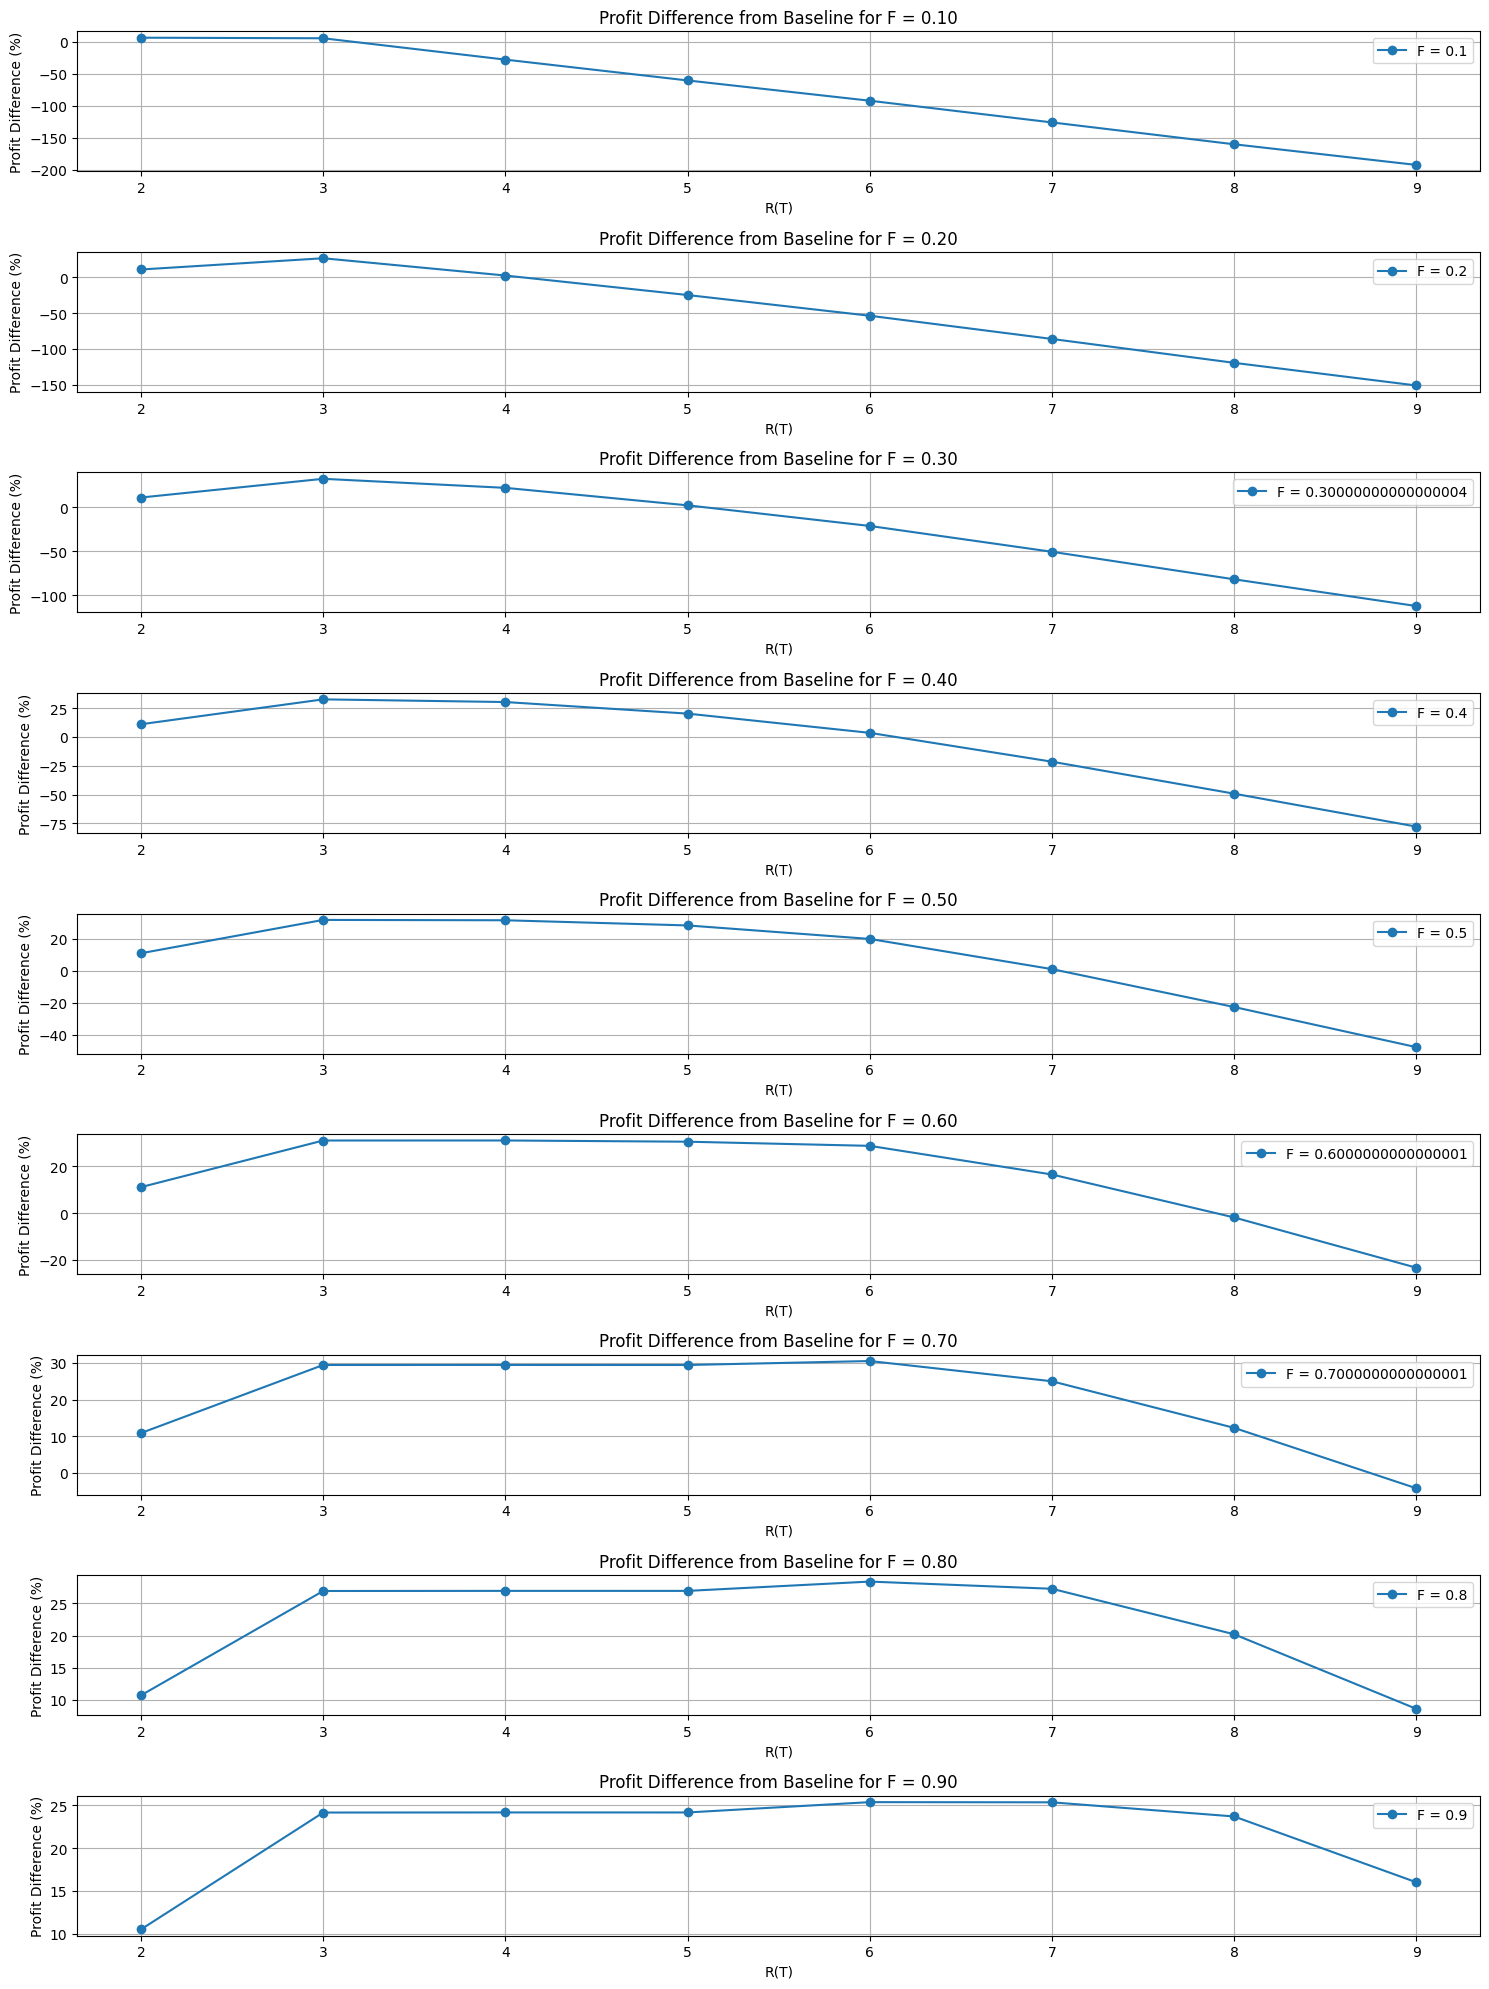 Profit Difference from Baseline for F = 0.10
Profit Difference (%)
0
−50
−100
−150
−200
F = 0.1
2 3 4 5 6 7 8 9
R(T)
Profit Difference from Baseline for F = 0.20
Profit Difference (%)
0
−50
−100
−150
F = 0.2
2 3 4 5 6 7 8 9
R(T)
Profit Difference from Baseline for F = 0.30
Profit Difference (%)
0
−50
−100
F = 0.30000000000000004
2 3 4 5 6 7 8 9
R(T)
Profit Difference from Baseline for F = 0.40
Profit Difference (%)
25
0
−25
−50
−75
F = 0.4
2 3 4 5 6 7 8 9
R(T)
Profit Difference from Baseline for F = 0.50
Profit Difference (%)
20
0
−20
−40
F = 0.5
2 3 4 5 6 7 8 9
R(T)
Profit Difference from Baseline for F = 0.60
Profit Difference (%)
20
0
−20
F = 0.6000000000000001
2 3 4 5 6 7 8 9
R(T)
Profit Difference from Baseline for F = 0.70
Profit Difference (%)
30
20
10
0
F = 0.7000000000000001
2 3 4 5 6 7 8 9
R(T)
Profit Difference from Baseline for F = 0.80
Profit Difference (%)
25
20
15
10
F = 0.8
2 3 4 5 6 7 8 9
R(T)
Profit Difference from Baseline for F = 0.90
Profit Difference (%)
25
20
15
10
F = 0.9
2 3 4 5 6 7 8 9
R(T)